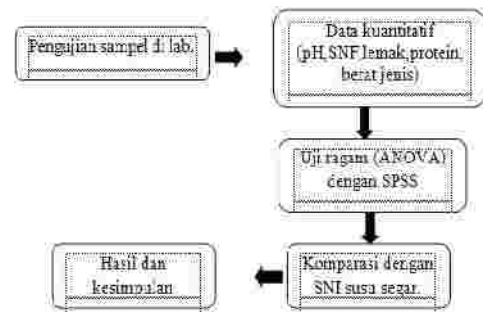 Pengujian sampel di lab.
Data kuantitatif
(pH,SNF,lemak,protein,
berat jenis)
Uji ragam (ANOVA)
dengan SPSS
Komparasi dengan
SNI susu segar.
Hasil dan
kesimpulan